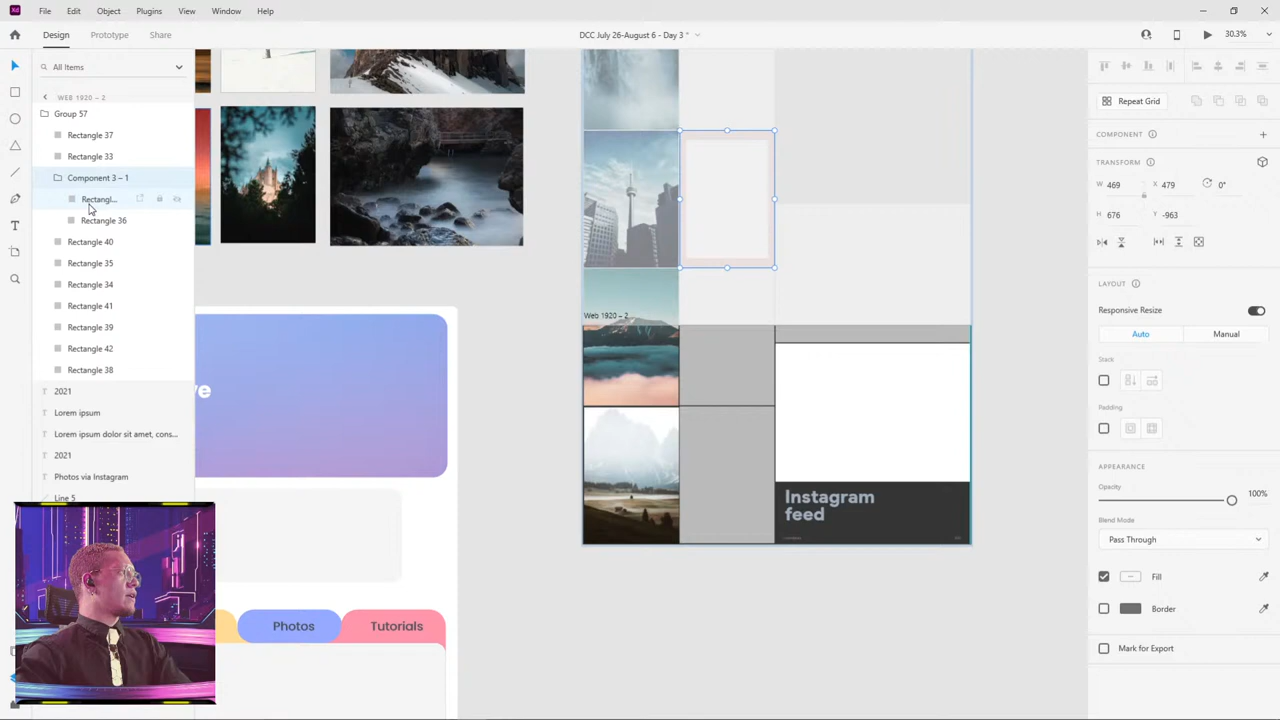 File Edit Object Plugins View Window Help
Design Prototype Share
DCC July 26-August 6 - Day 3 *
30.3%
All Items
WEB 1920 – 2
Group 57
Rectangle 37
Rectangle 33
Component 3 – 1
Rectangl...
Rectangle 36
Rectangle 40
Rectangle 35
Rectangle 34
Rectangle 41
Rectangle 39
Rectangle 42
Rectangle 38
2021
Lorem ipsum
Lorem ipsum dolor sit amet, cons...
2021
Photos via Instagram
Line 5
ve
Photos
Tutorials
Web 1920 – 2
Instagram
feed
Repeat Grid
COMPONENT
TRANSFORM
W 469 X 479 0°
H 676 Y -963
LAYOUT
Responsive Resize
Auto Manual
Stack
Padding
APPEARANCE
Opacity 100%
Blend Mode
Pass Through
Fill
Border
Mark for Export